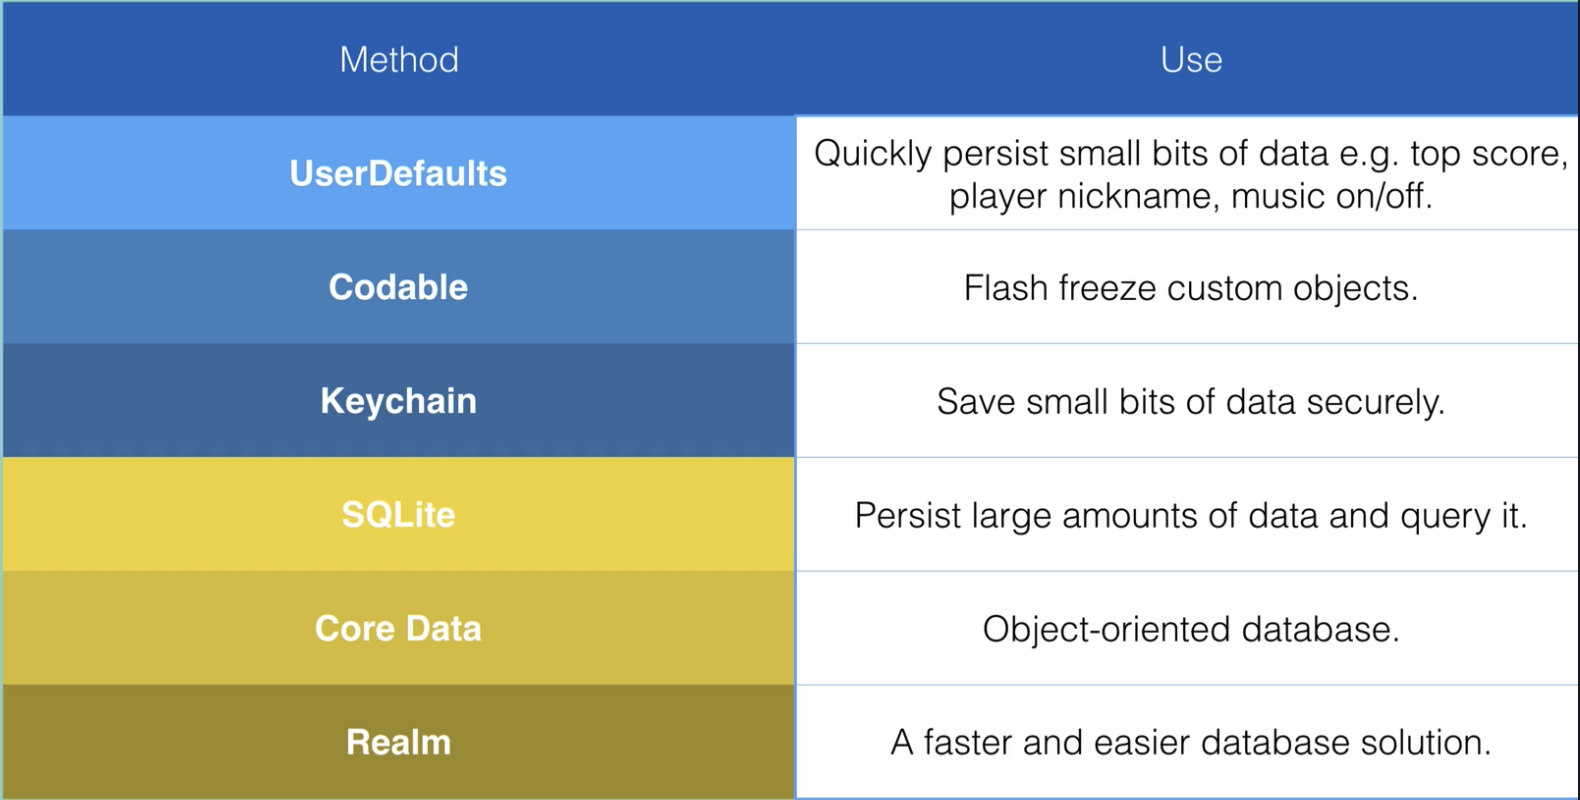 Method
Use
UserDefaults
Quickly persist small bits of data e.g. top score,
player nickname, music on/off.
Codable
Flash freeze custom objects.
Keychain
Save small bits of data securely.
SQLite
Persist large amounts of data and query it.
Core Data
Object-oriented database.
Realm
A faster and easier database solution.